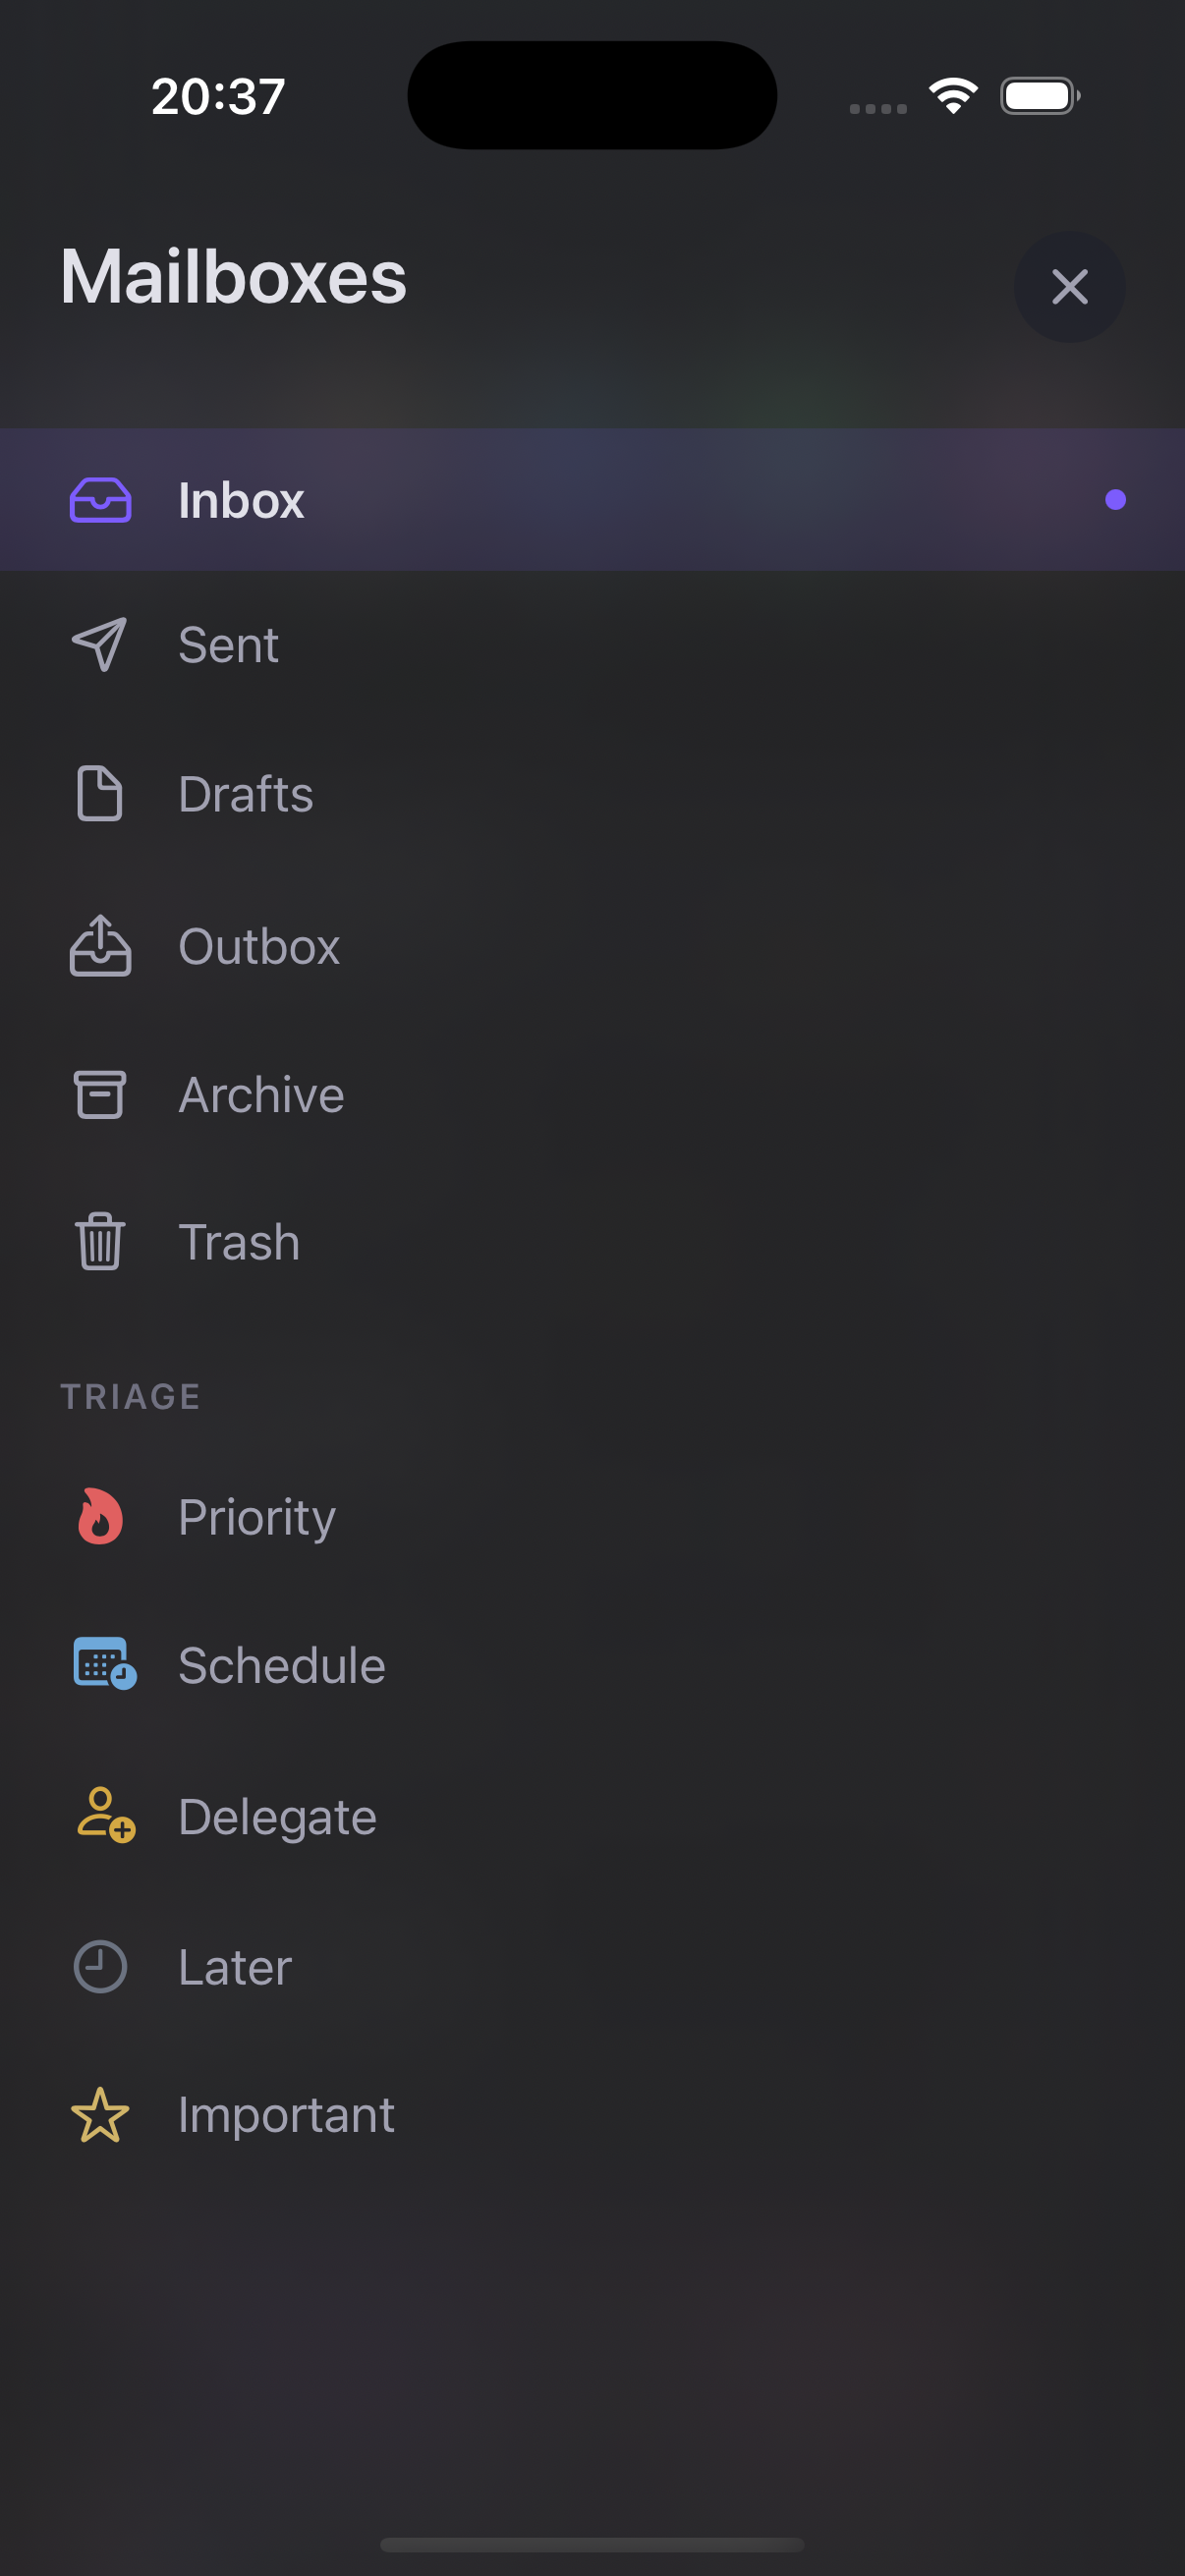 20:37
Mailboxes
Inbox
Sent
Drafts
Outbox
Archive
Trash
TRIAGE
Priority
Schedule
Delegate
Later
Important